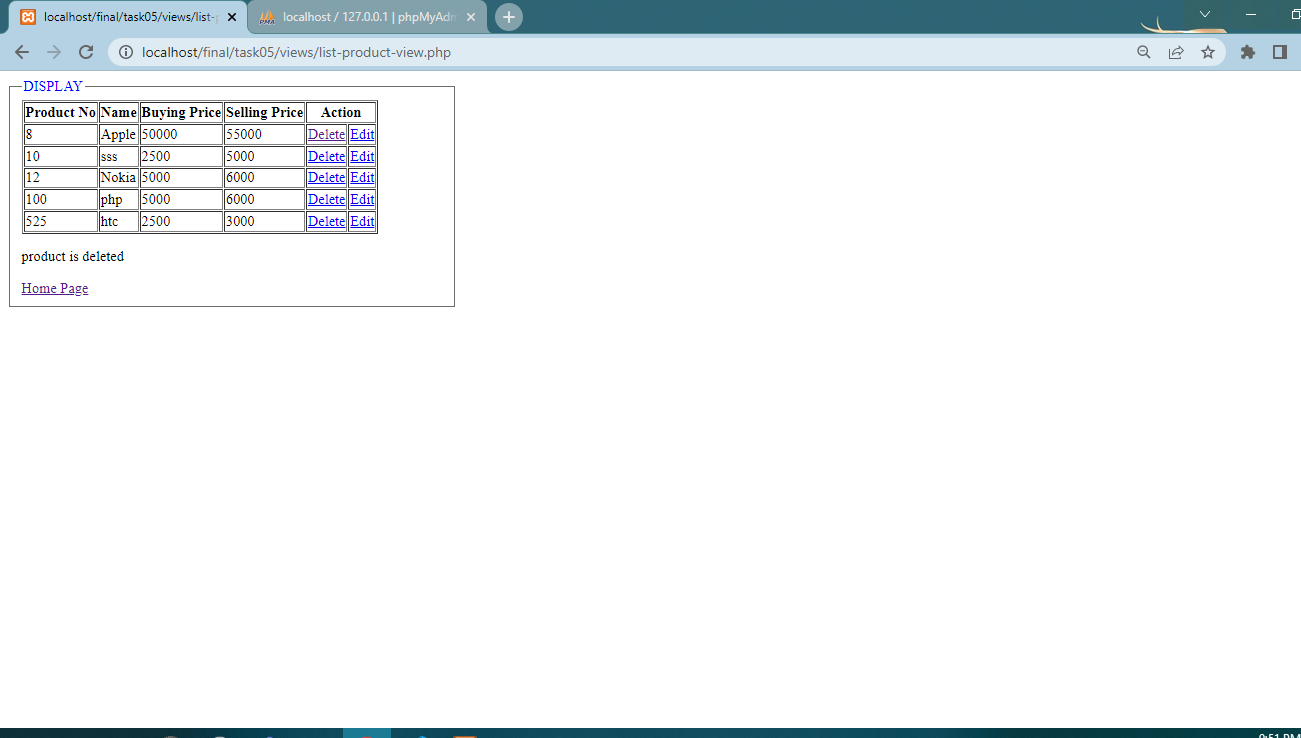 localhost/final/task05/views/list-
localhost / 127.0.0.1 | phpMyAdm
localhost/final/task05/views/list-product-view.php
DISPLAY
Product No Name Buying Price Selling Price Action
8 Apple 50000 55000 Delete Edit
10 sss 2500 5000 Delete Edit
12 Nokia 5000 6000 Delete Edit
100 php 5000 6000 Delete Edit
525 htc 2500 3000 Delete Edit
product is deleted
Home Page